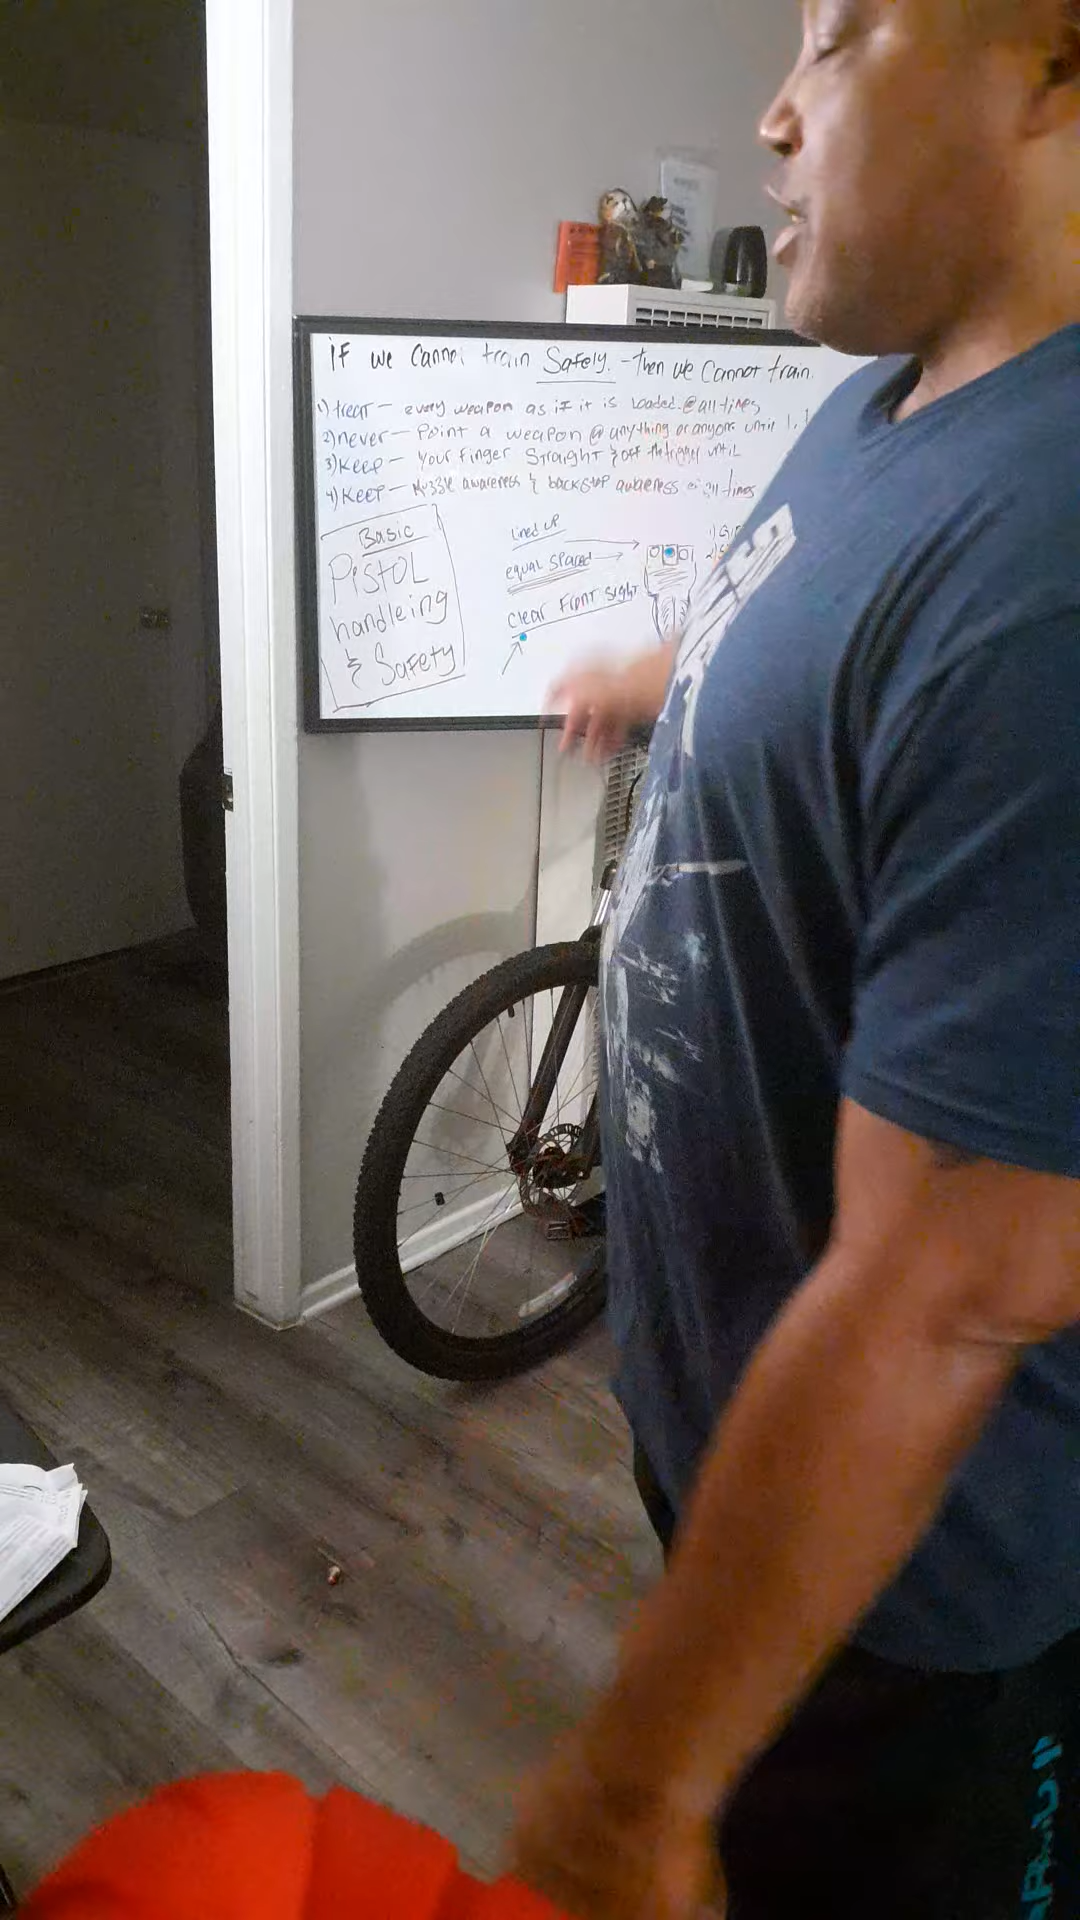 if we Cannot train Safely. - then we Cannot train.
1) treat - every weapon as if it is Loaded @ all times
2) never - Point a weapon @ anything or anyone until
3) Keep - Your Finger Straight & off the trigger until
4) Keep - Muzzle awareness & backstop awareness @ all times
Basic
Pistol
handleing
& Safety
Lined up
equal spaced
Clear Front Sight